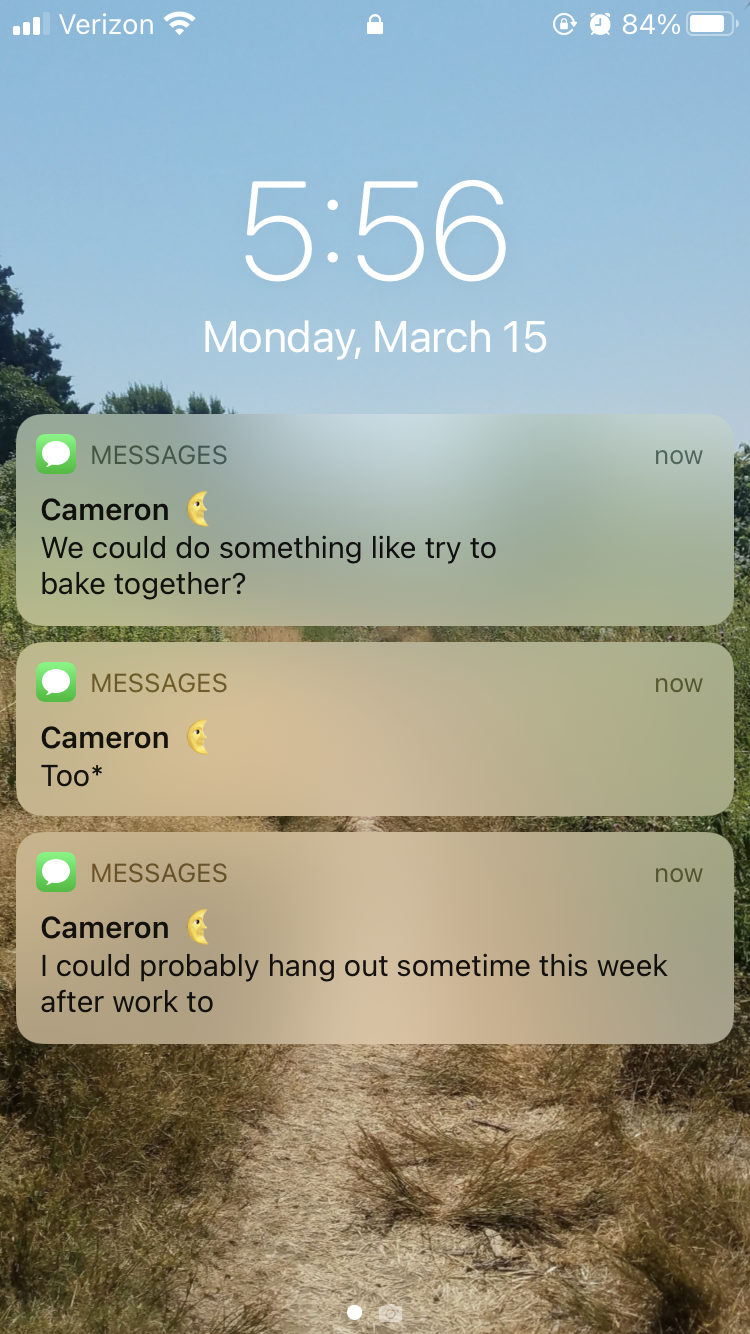 Verizon 84%
5:56
Monday, March 15
MESSAGES now
Cameron 🌛
We could do something like try to
bake together?
MESSAGES now
Cameron 🌛
Too*
MESSAGES now
Cameron 🌛
I could probably hang out sometime this week
after work to